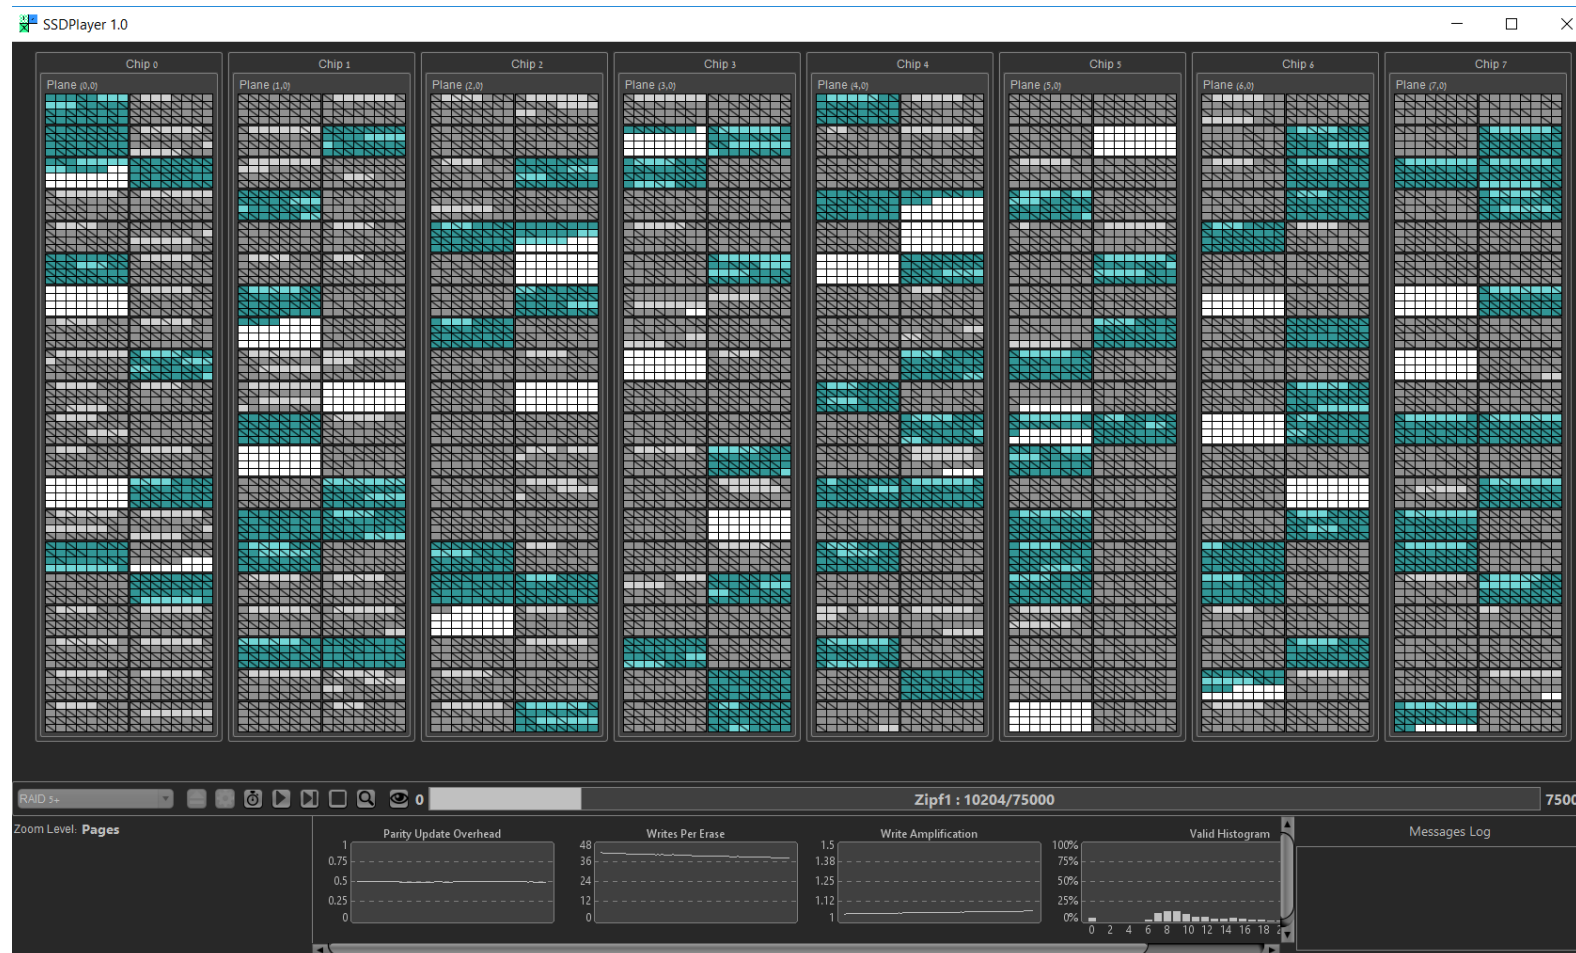 SSDPlayer 1.0
Chip 0
Chip 1
Chip 2
Chip 3
Chip 4
Chip 5
Chip 6
Chip 7
Plane (0,0)
Plane (1,0)
Plane (2,0)
Plane (3,0)
Plane (4,0)
Plane (5,0)
Plane (6,0)
Plane (7,0)
RAID 5+
0
Zipf1 : 10204/75000
7500
Zoom Level: Pages
Parity Update Overhead
1
0.75
0.5
0.25
0
Writes Per Erase
48
36
24
12
0
Write Amplification
1.5
1.38
1.25
1.12
1
Valid Histogram
100%
75%
50%
25%
0%
0 2 4 6 8 10 12 14 16 18
Messages Log